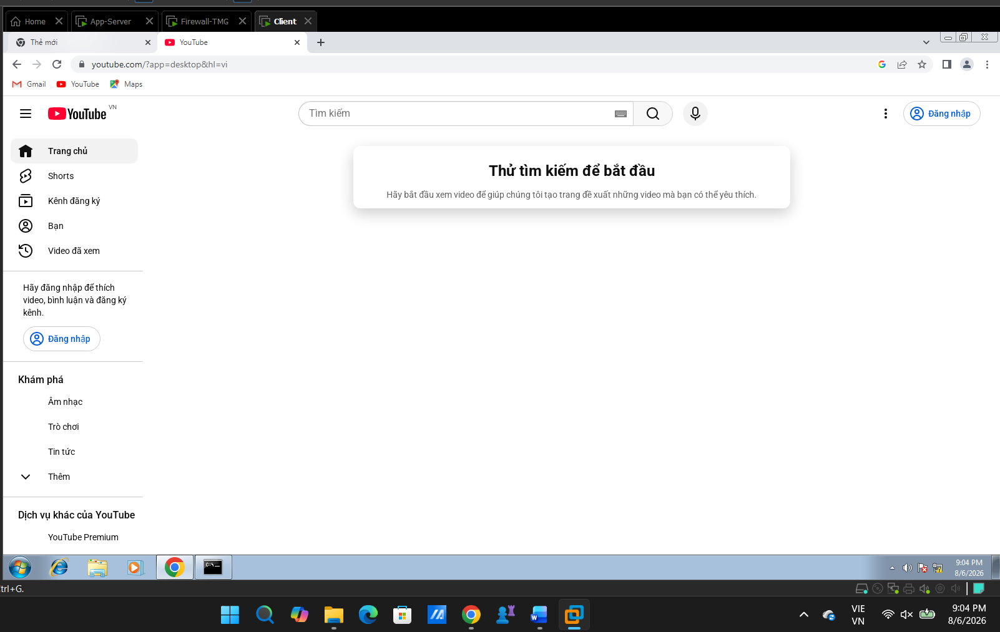 Home
App-Server
Firewall-TMG
Client
Thẻ mới
YouTube
youtube.com/?app=desktop&hl=vi
Gmail
YouTube
Maps
YouTube VN
Tìm kiếm
Đăng nhập
Trang chủ
Shorts
Kênh đăng ký
Bạn
Video đã xem
Hãy đăng nhập để thích
video, bình luận và đăng ký
kênh.
Đăng nhập
Khám phá
Âm nhạc
Trò chơi
Tin tức
Thêm
Dịch vụ khác của YouTube
YouTube Premium
Thử tìm kiếm để bắt đầu
Hãy bắt đầu xem video để giúp chúng tôi tạo trang đề xuất những video mà bạn có thể yêu thích.
C:\._
9:04 PM
8/6/2026
trl+G.
VIE
VN
9:04 PM
8/6/2026